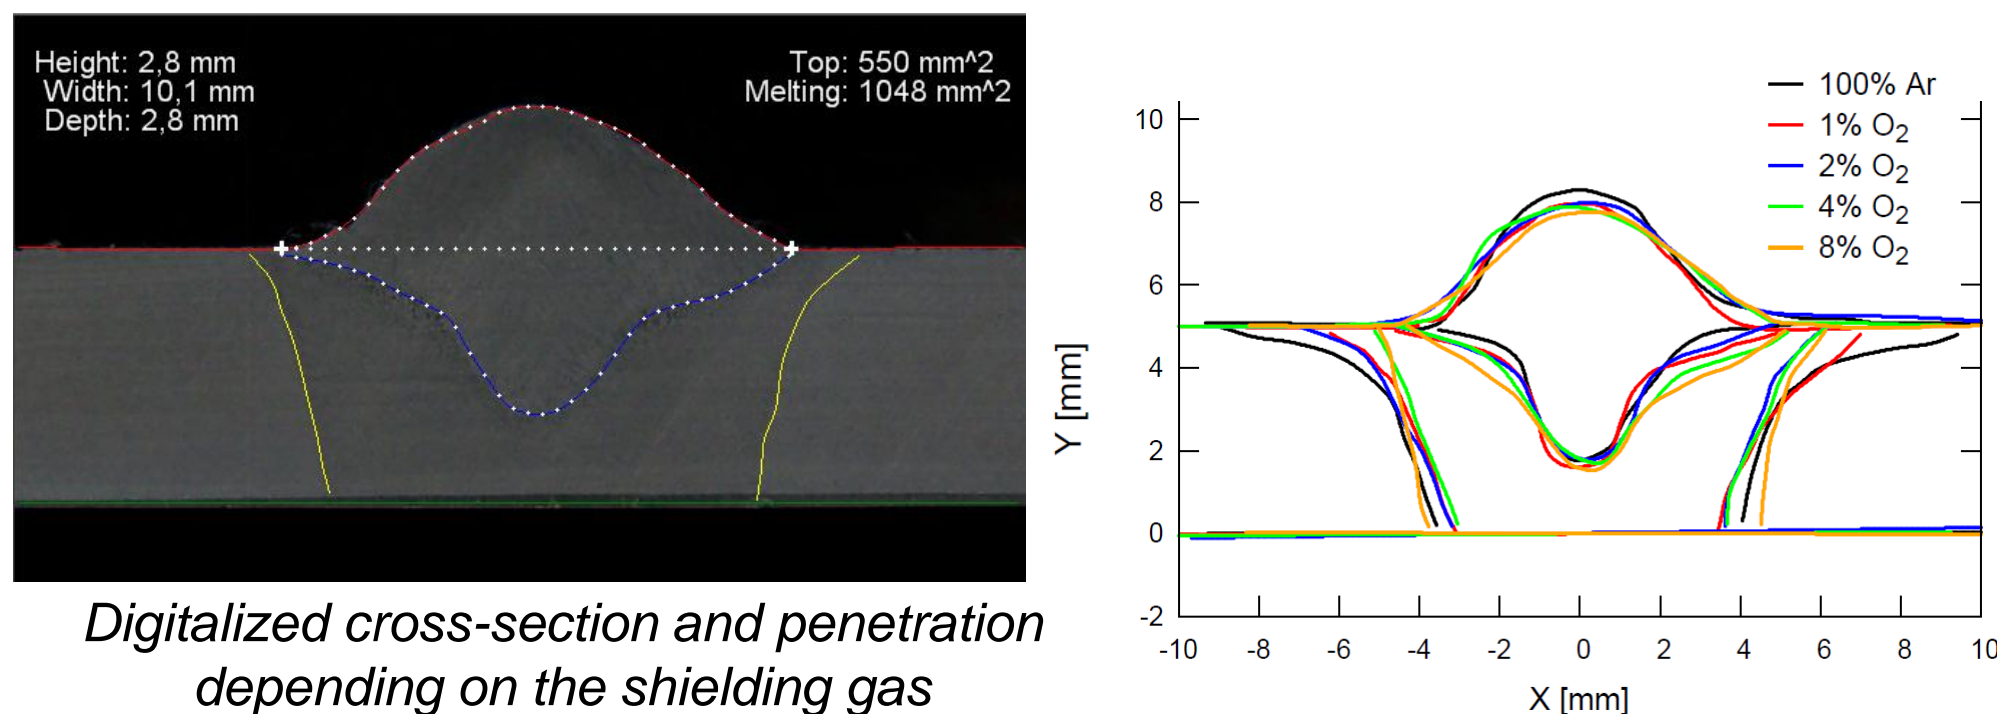 Height: 2,8 mm
Width: 10,1 mm
Depth: 2,8 mm
Top: 550 mm^2
Melting: 1048 mm^2
Digitalized cross-section and penetration
depending on the shielding gas
100% Ar
1% O2
2% O2
4% O2
8% O2
10
8
6
4
2
0
-2
Y [mm]
-10 -8 -6 -4 -2 0 2 4 6 8 10
X [mm]